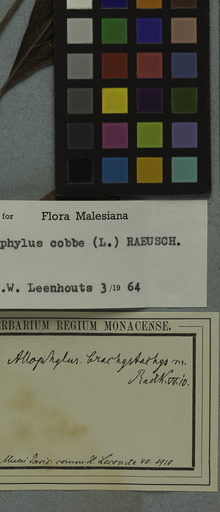 for Flora Malesiana
phylus cobbe (L.) RAEUSCH.
.W. Leenhouts 3/19 64
ERBARIUM REGIUM MONACENSE.
Allophylus brachystachys m.
Radlk.
Musei Paris. comm. H. Lecomte VII 1910